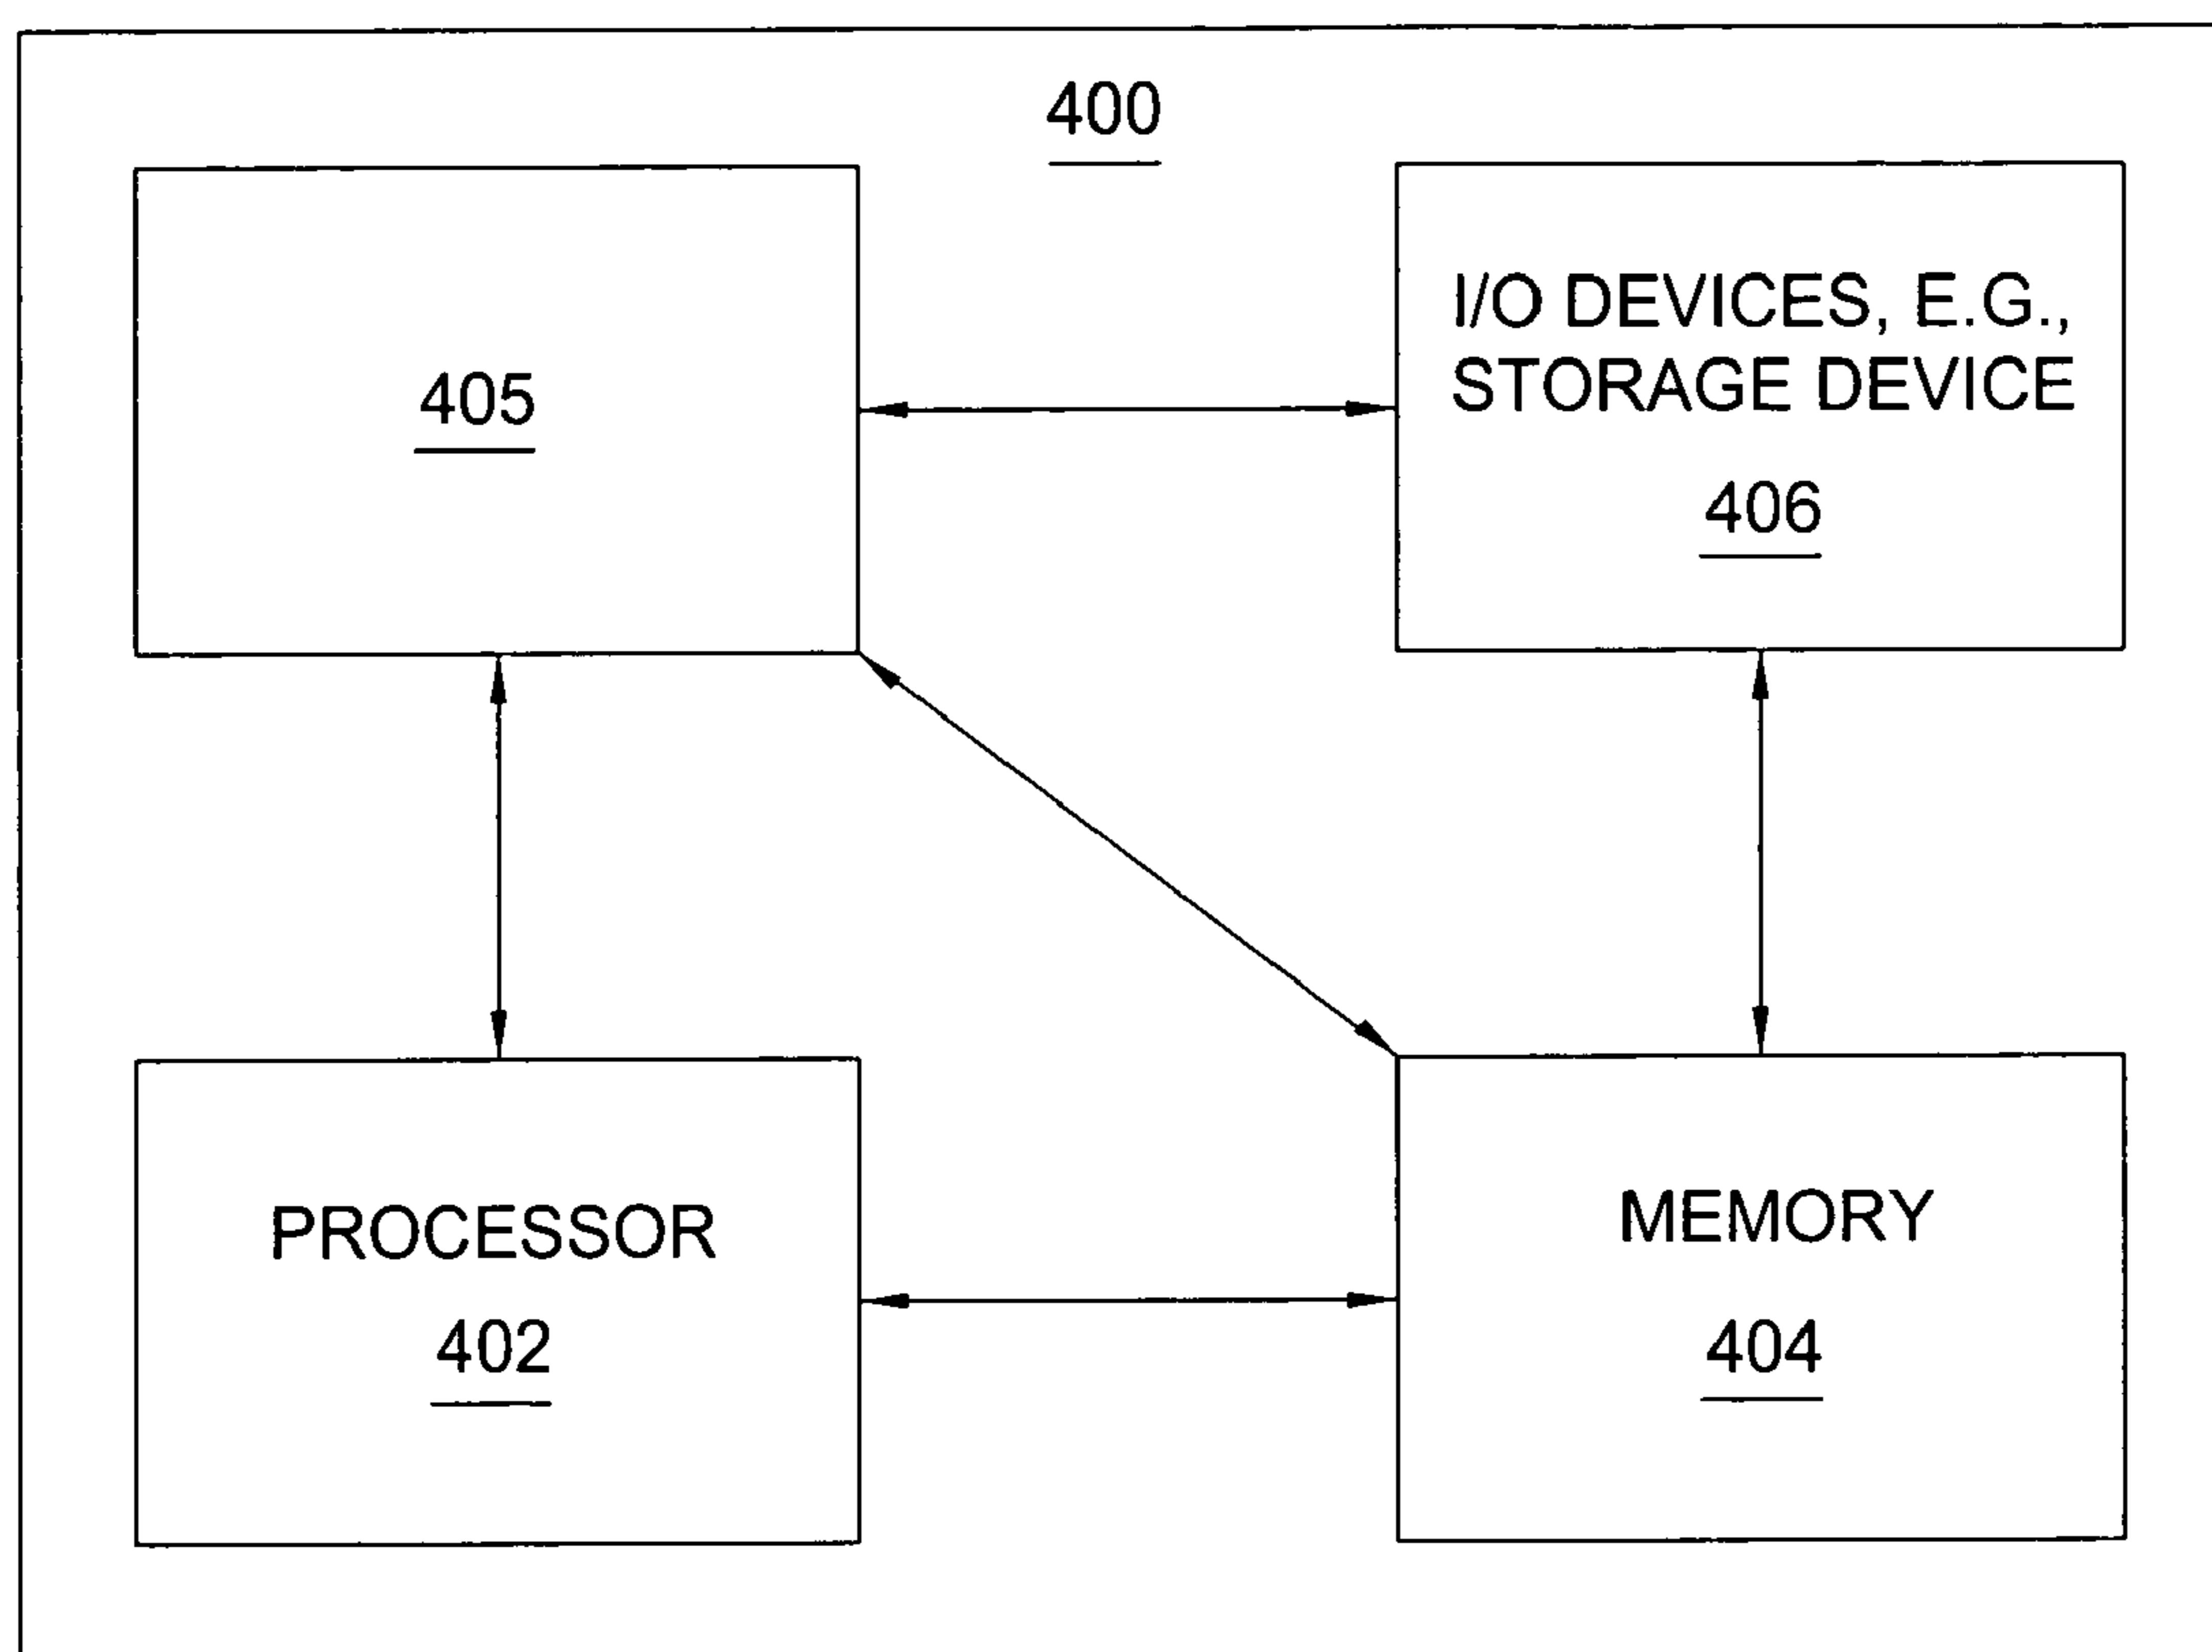 400
405
I/O DEVICES, E.G.,
STORAGE DEVICE
406
PROCESSOR
402
MEMORY
404